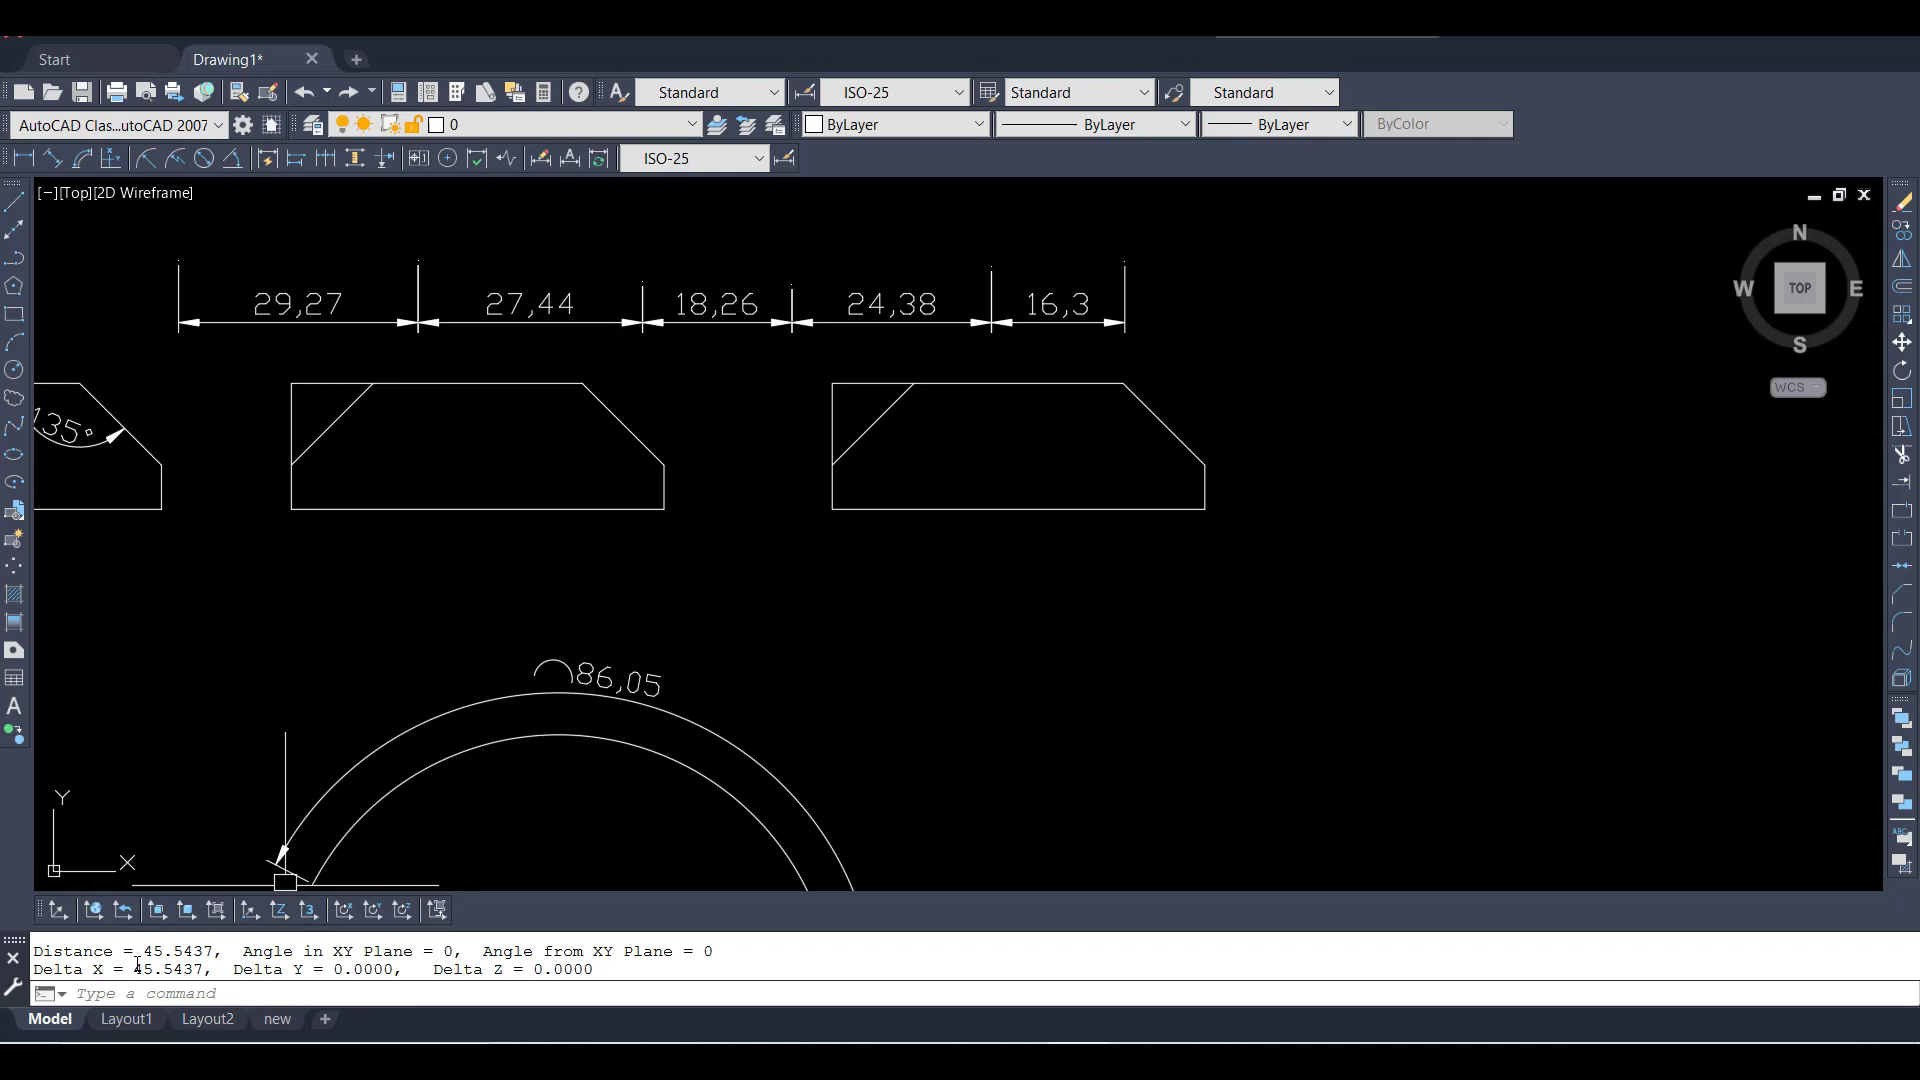 Start
Drawing1*
Standard
ISO-25
Standard
Standard
AutoCAD Clas...utoCAD 2007
0
ByLayer
ByLayer
ByLayer
ByColor
ISO-25
[−][Top][2D Wireframe]
N
W
TOP
E
S
WCS
29,27
27,44
18,26
24,38
16,3
135°
86,05
Y
X
Distance = 45.5437,  Angle in XY Plane = 0,  Angle from XY Plane = 0
Delta X = 45.5437,  Delta Y = 0.0000,   Delta Z = 0.0000
Type a command
Model
Layout1
Layout2
new